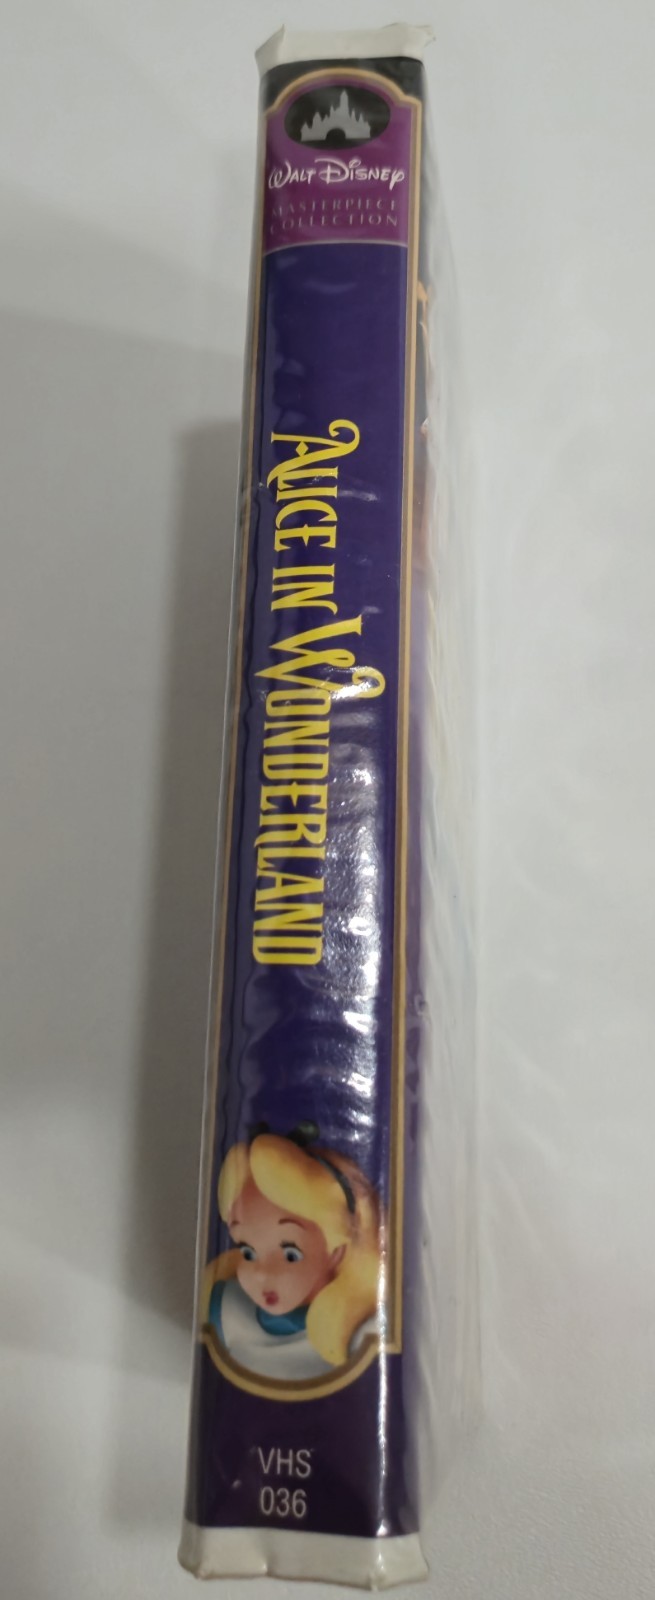 WALT DISNEY
MASTERPIECE
COLLECTION
ALICE IN WONDERLAND
VHS
036